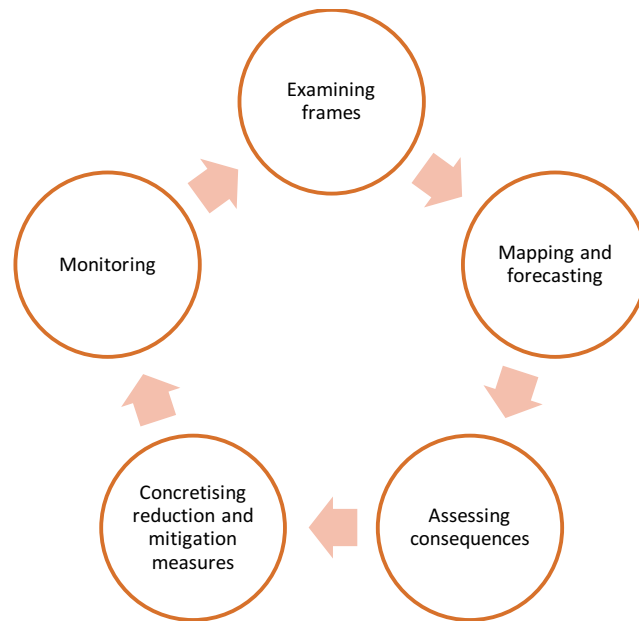 Examining
frames
Mapping and
forecasting
Assessing
consequences
Concretising
reduction and
mitigation
measures
Monitoring